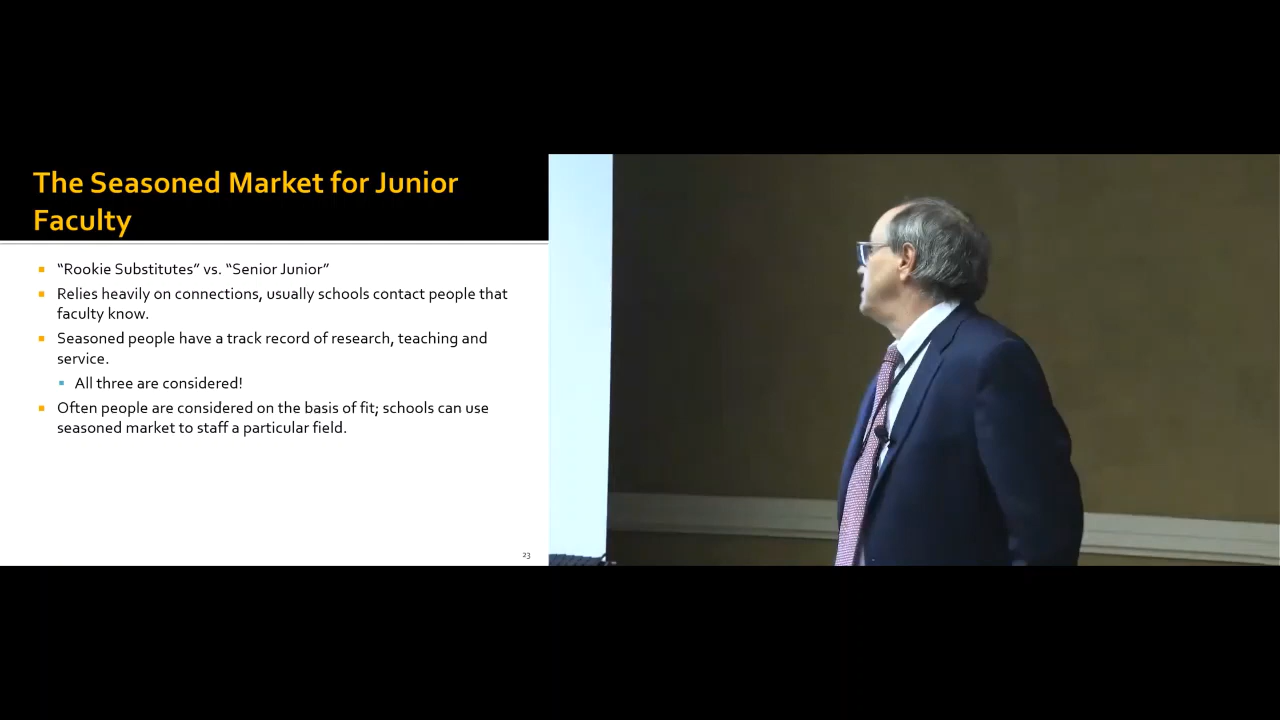 The Seasoned Market for Junior
Faculty
“Rookie Substitutes” vs. “Senior Junior”
Relies heavily on connections, usually schools contact people that
faculty know.
Seasoned people have a track record of research, teaching and
service.
All three are considered!
Often people are considered on the basis of fit; schools can use
seasoned market to staff a particular field.
23